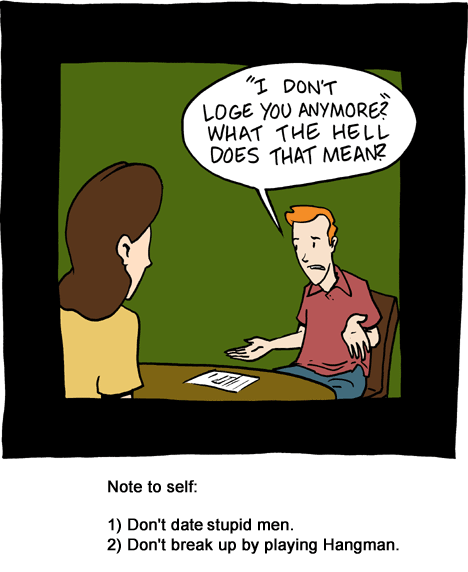 "I DON'T
LOGE YOU ANYMORE?"
WHAT THE HELL
DOES THAT MEAN?
Note to self:
1) Don't date stupid men.
2) Don't break up by playing Hangman.